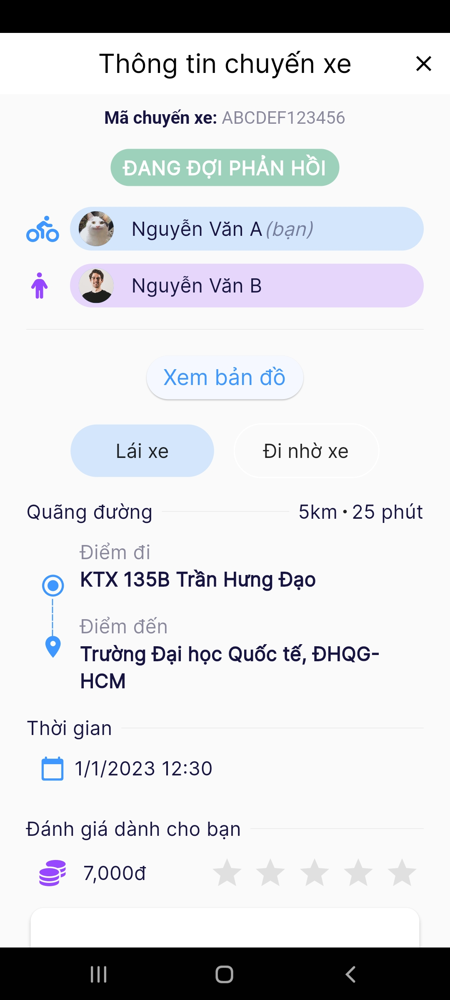 Thông tin chuyến xe
Mã chuyến xe: ABCDEF123456
ĐANG ĐỢI PHẢN HỒI
Nguyễn Văn A (bạn)
Nguyễn Văn B
Xem bản đồ
Lái xe
Đi nhờ xe
Quãng đường
5km • 25 phút
Điểm đi
KTX 135B Trần Hưng Đạo
Điểm đến
Trường Đại học Quốc tế, ĐHQG-
HCM
Thời gian
1/1/2023 12:30
Đánh giá dành cho bạn
7,000đ